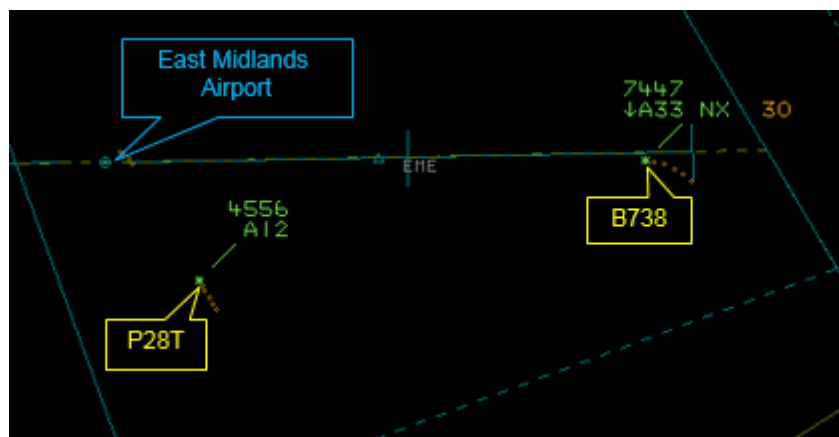 East Midlands
Airport
7447
↓A33 NX 30
EME
B738
4556
A12
P28T